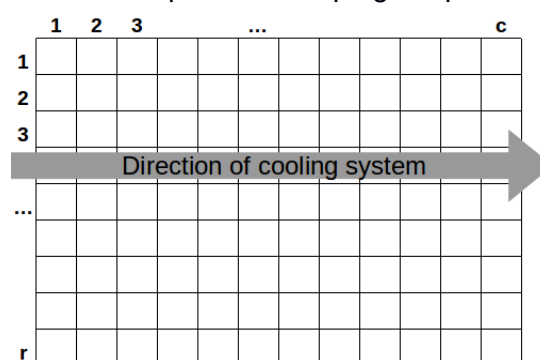 1 2 3 ... c
1
2
3
Direction of cooling system
...
r